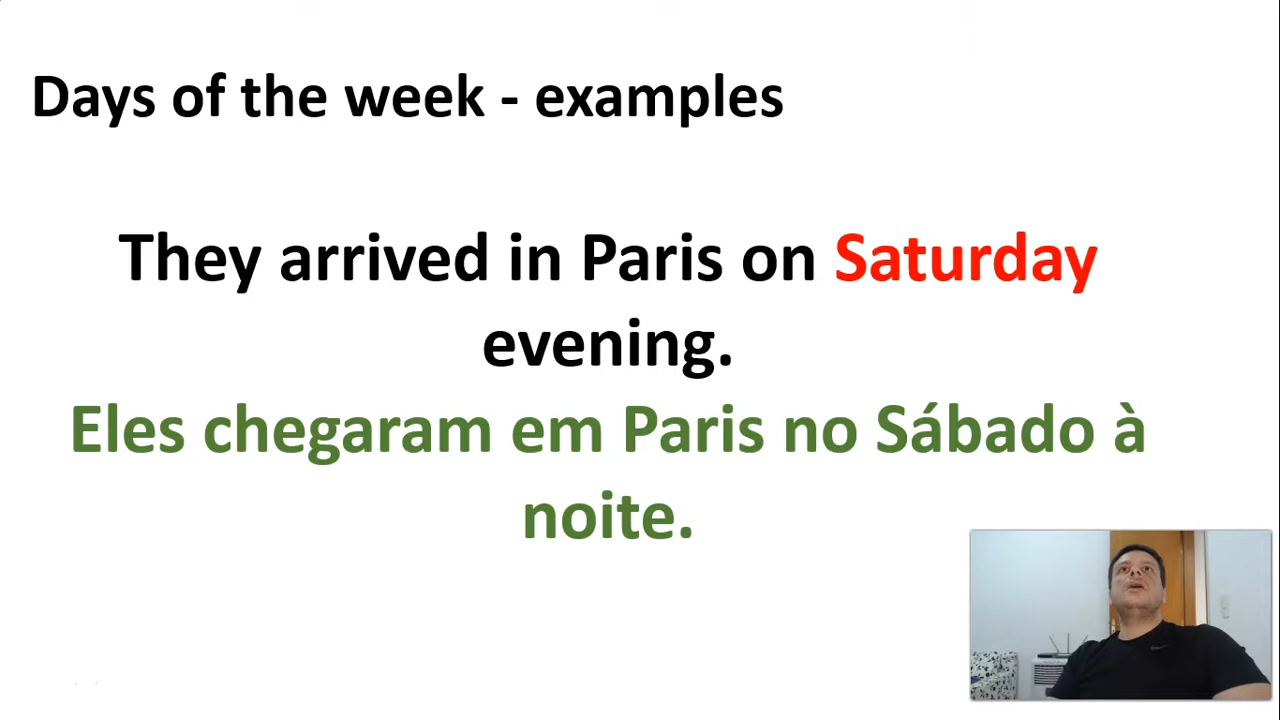 Days of the week - examples
They arrived in Paris on Saturday
evening.
Eles chegaram em Paris no Sábado à
noite.